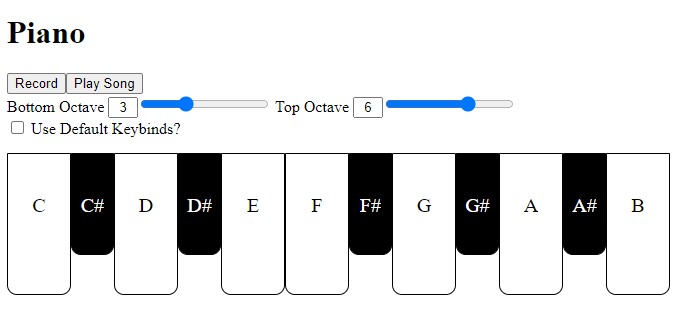 Piano
Record Play Song
Bottom Octave 3 Top Octave 6
Use Default Keybinds?
C C# D D# E F F# G G# A A# B